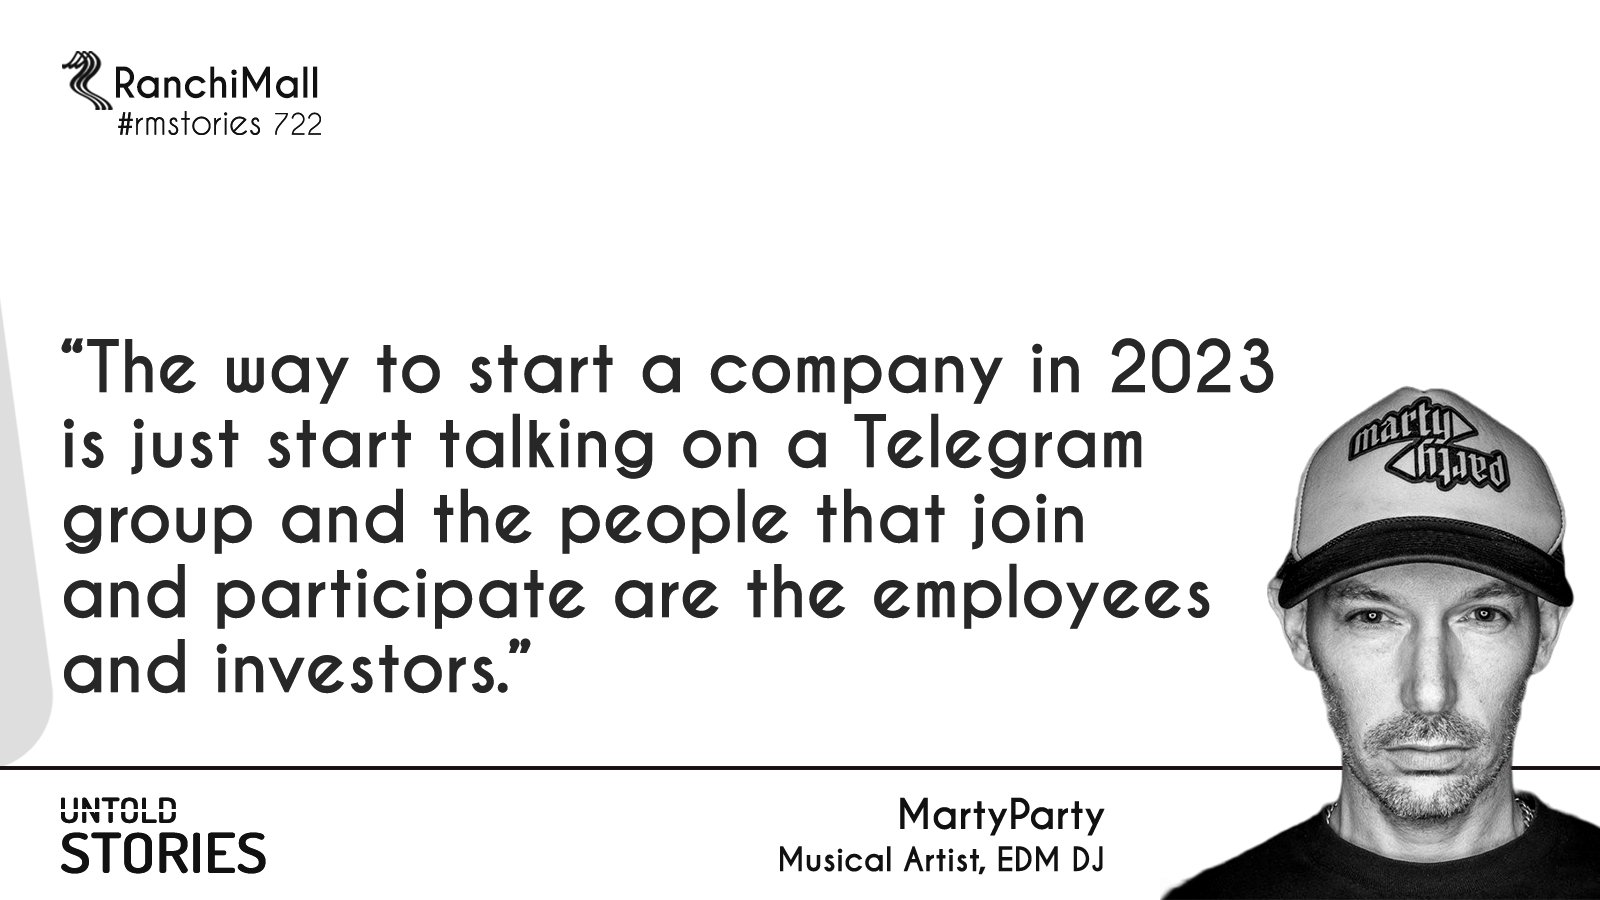 RanchiMall
#rmstories 722
“The way to start a company in 2023
is just start talking on a Telegram
group and the people that join
and participate are the employees
and investors.”
marty
party
UNTOLD
STORIES
MartyParty
Musical Artist, EDM DJ